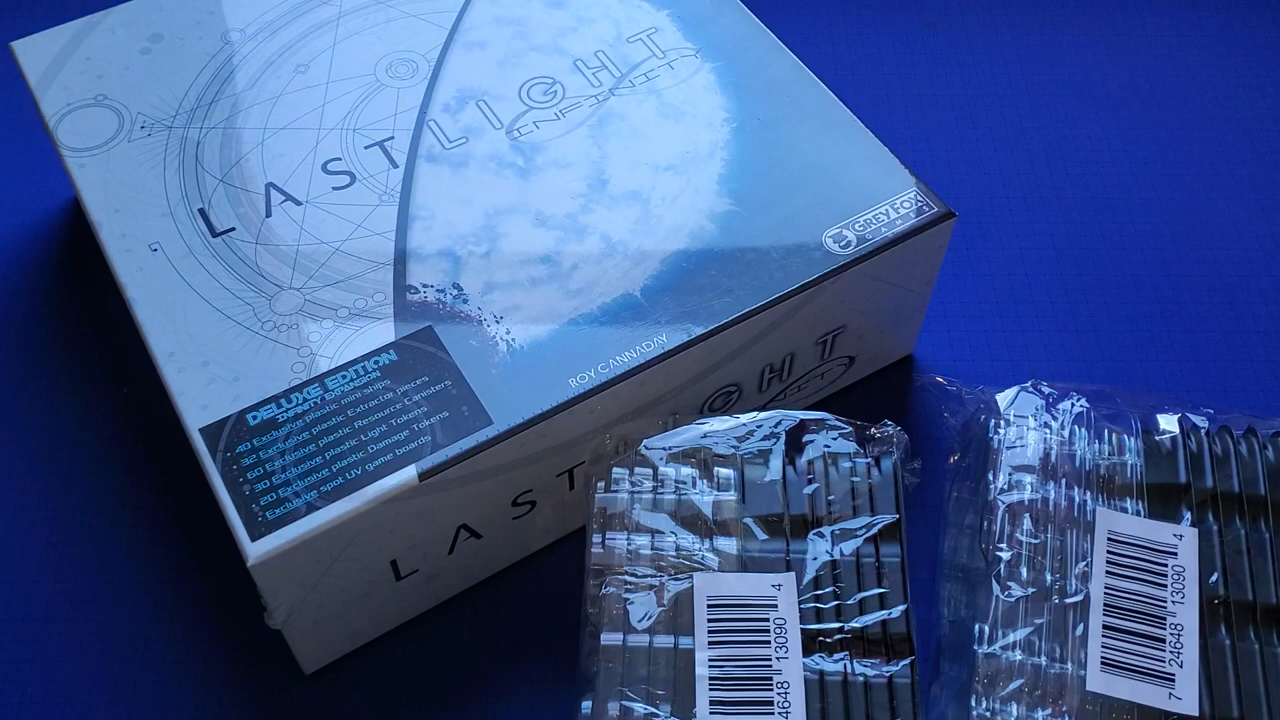 LAST LIGHT
INFINITY
GREY FOX
GAMES
ROY CANNADAY
DELUXE EDITION
INFINITY EXPANSION
• 40 Exclusive plastic mini ships
• 32 Exclusive plastic Extractor pieces
• 60 Exclusive plastic Resource Canisters
• 30 Exclusive plastic Light Tokens
• 20 Exclusive plastic Damage Tokens
• Exclusive spot UV game boards
LAST GHT
4648 13090 4
7 24648 13090 4